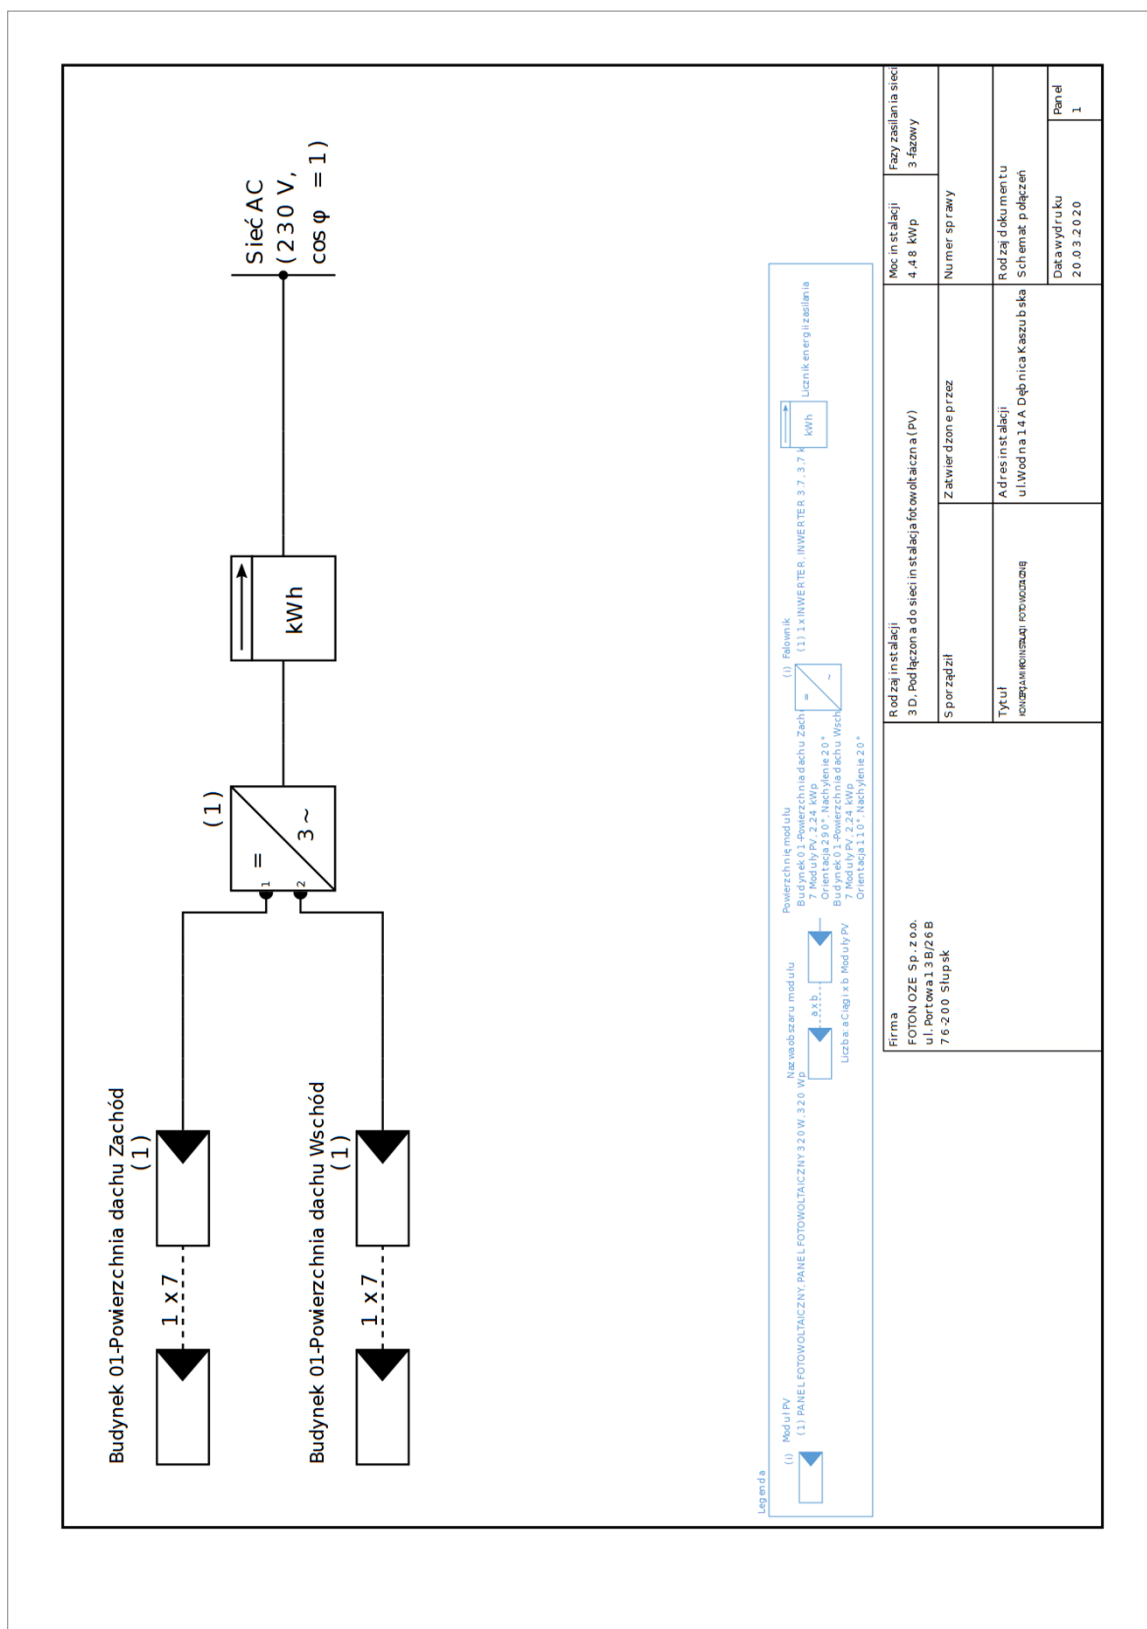 Budynek 01-Powierzchnia dachu Zachód
(1)
1 x 7
Budynek 01-Powierzchnia dachu Wschód
(1)
1 x 7
(1)
1
2
=
3 ~
kWh
Sieć AC
(230 V,
cos φ = 1)
Legenda
(i) Moduł PV
(1) PANEL FOTOWOLTAICZNY, PANEL FOTOWOLTAICZNY 320 W, 320 Wp
Nazwa obszaru modułu
a x b
Liczba: a Ciągi x b Moduły PV
Powierzchnię modułu
Budynek 01-Powierzchnia dachu Zach
7 Moduły PV, 2.24 kWp
Orientacja 290°, Nachylenie 20°
Budynek 01-Powierzchnia dachu Wsch
7 Moduły PV, 2.24 kWp
Orientacja 110°, Nachylenie 20°
(i) Falownik
=
~
(1) 1 x INWERTER, INWERTER 3.7, 3.7 k
kWh
Licznik energii zasilania
Firma
FOTON OZE Sp. z o.o.
ul. Portowa 13B/26B
76-200 Słupsk
Rodzaj instalacji
3D, Podłączona do sieci instalacja fotowoltaiczna (PV)
Moc instalacji
4,48 kWp
Fazy zasilania sieci
3-fazowy
Sporządził
Zatwierdzone przez
Numer sprawy
Tytuł
KONCEPCJA MIKROINSTALACJI FOTOWOLTAICZNEJ
Adres instalacji
ul.Wodna 14A Dębnica Kaszubska
Rodzaj dokumentu
Schemat połączeń
Data wydruku
20.03.2020
Panel
1